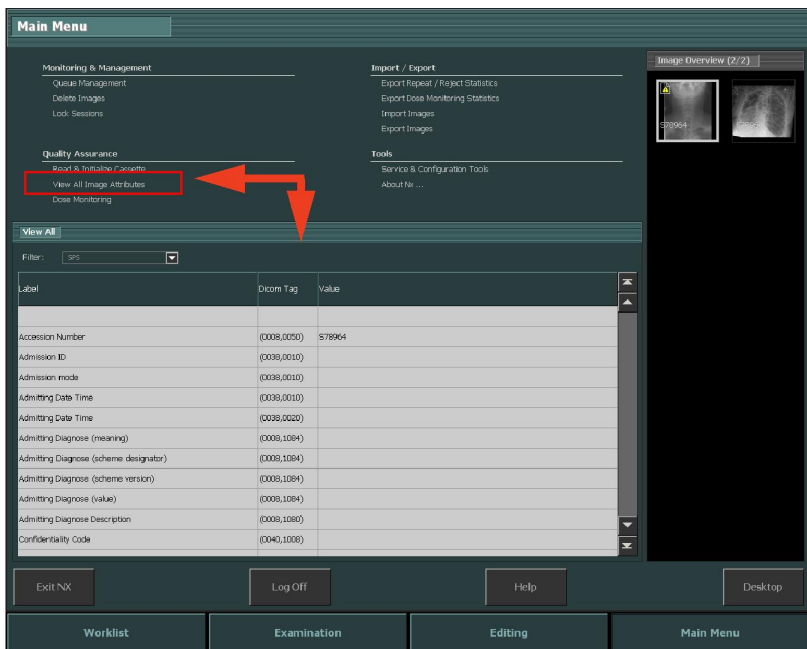 Main Menu
Monitoring & Management
Queue Management
Delete Images
Lock Sessions
Import / Export
Export Repeat / Reject Statistics
Export Dose Monitoring Statistics
Import Images
Export Images
Quality Assurance
Read & Initialize Cassette
View All Image Attributes
Dose Monitoring
Tools
Service & Configuration Tools
About Nx ...
Image Overview (2/2)
S78964
View All
Filter: SPS
Label Dicom Tag Value
Accession Number (0008,0050) S78964
Admission ID (0038,0010)
Admission mode (0038,0010)
Admitting Date Time (0038,0010)
Admitting Date Time (0038,0020)
Admitting Diagnose (meaning) (0008,1084)
Admitting Diagnose (scheme designator) (0008,1084)
Admitting Diagnose (scheme version) (0008,1084)
Admitting Diagnose (value) (0008,1084)
Admitting Diagnose Description (0008,1080)
Confidentiality Code (0040,1008)
Exit NX Log Off Help Desktop
Worklist Examination Editing Main Menu